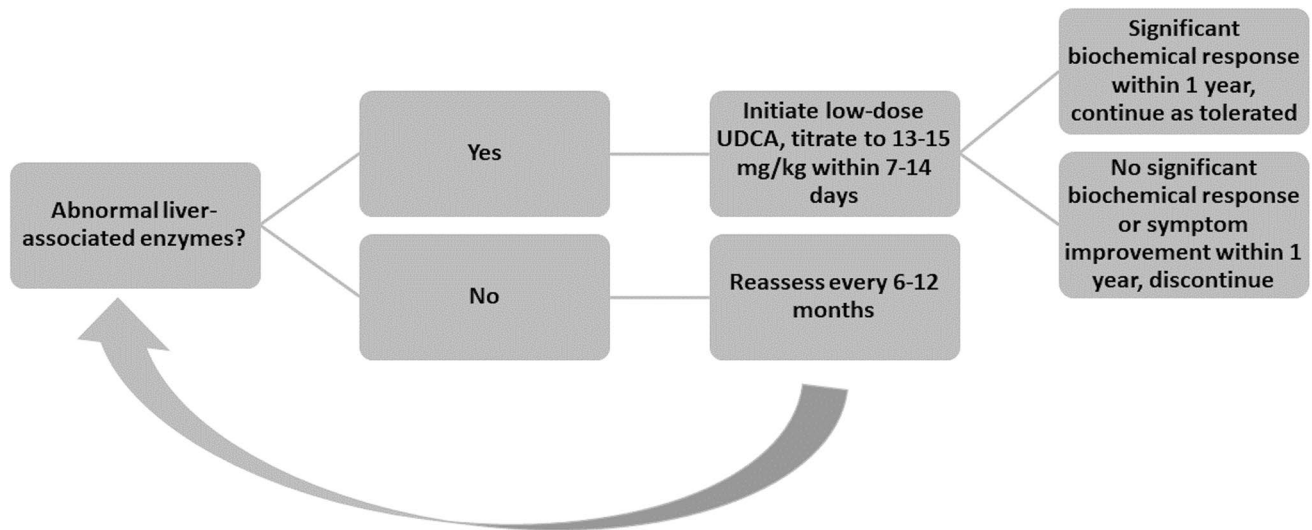 Abnormal liver-
associated enzymes?
Yes
No
Initiate low-dose
UDCA, titrate to 13-15
mg/kg within 7-14
days
Reassess every 6-12
months
Significant
biochemical response
within 1 year,
continue as tolerated
No significant
biochemical response
or symptom
improvement within 1
year, discontinue